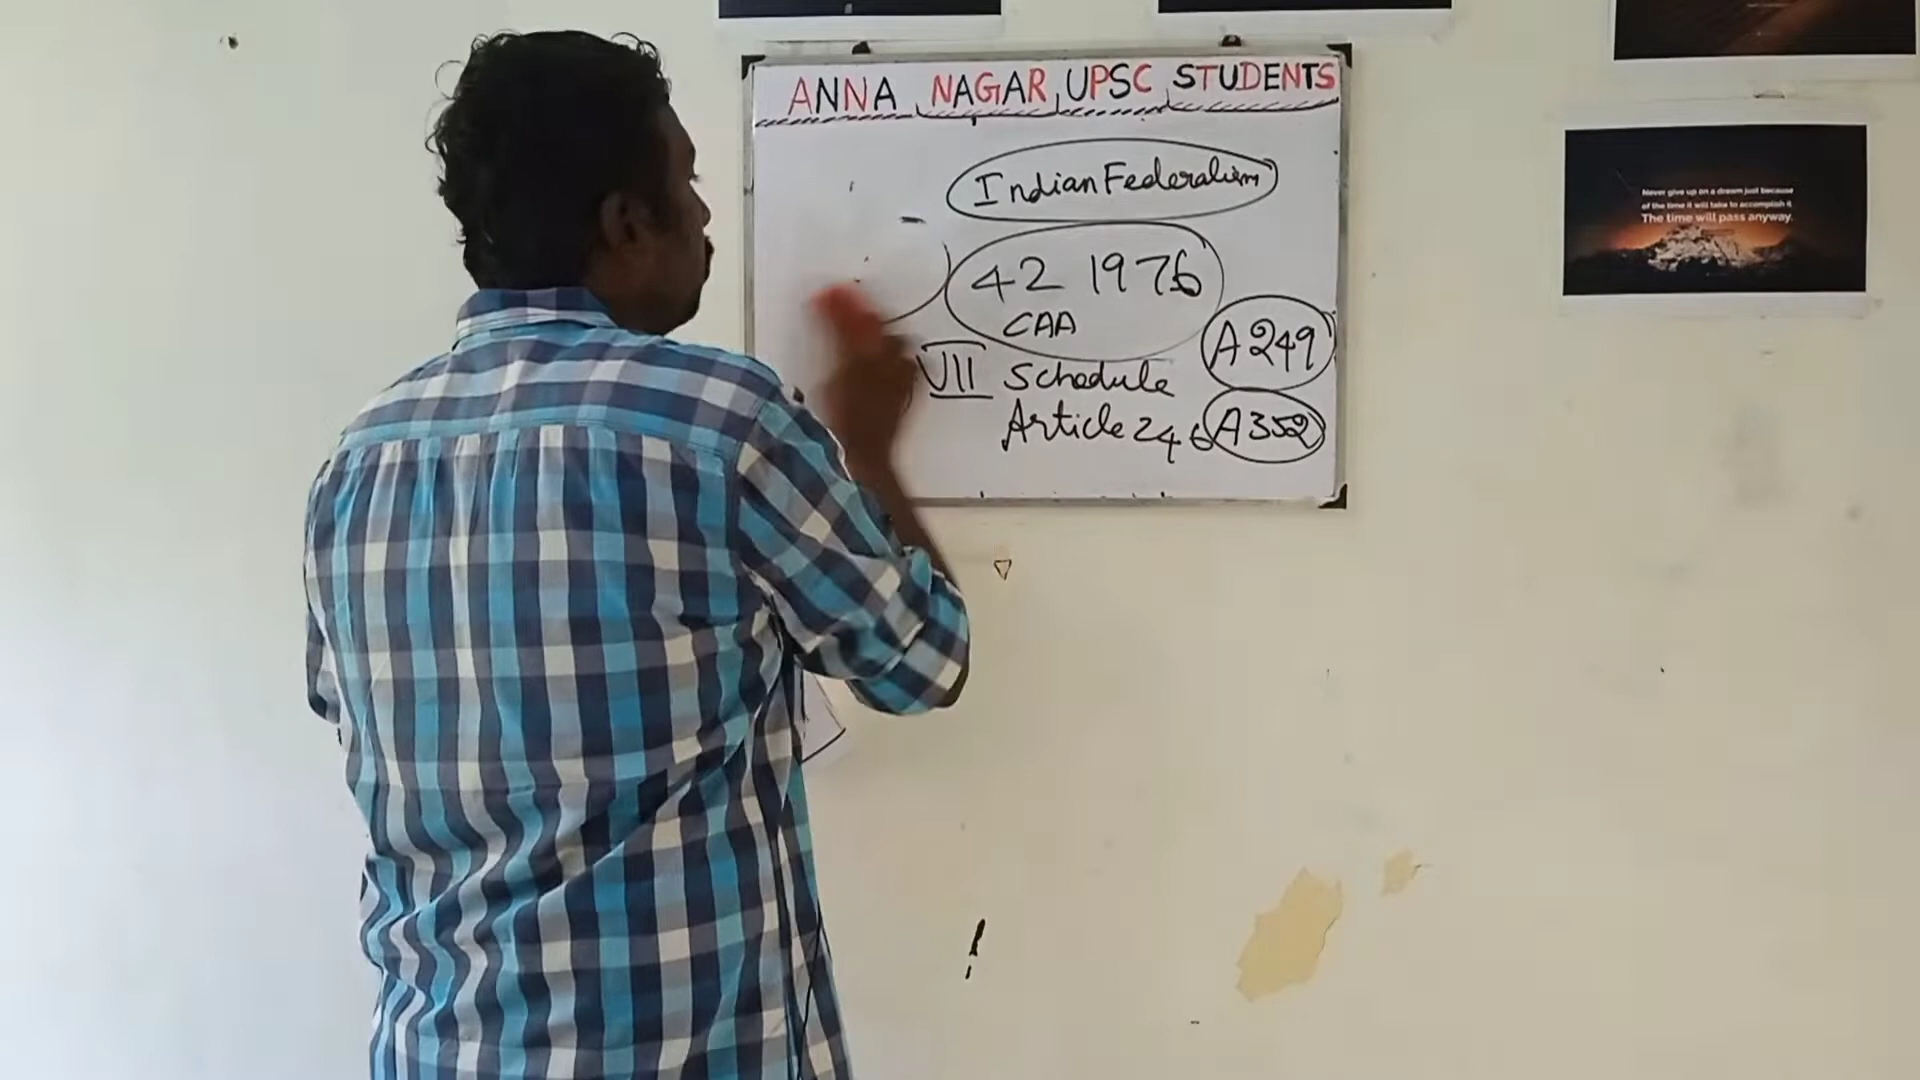 ANNA NAGAR UPSC STUDENTS
Indian Federalism
42 1976
CAA
A 249
VII Schedule
Article 246
A 352
Never give up on a dream just because
of the time it will take to accomplish it
The time will pass anyway.